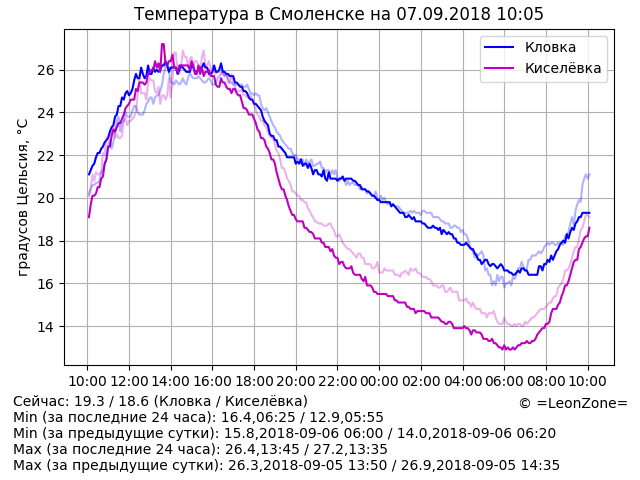 Температура в Смоленске на 07.09.2018 10:05
Кловка
Киселёвка
градусов Цельсия, °C
26
24
22
20
18
16
14
10:00 12:00 14:00 16:00 18:00 20:00 22:00 00:00 02:00 04:00 06:00 08:00 10:00
Сейчас: 19.3 / 18.6 (Кловка / Киселёвка)
© =LeonZone=
Min (за последние 24 часа): 16.4,06:25 / 12.9,05:55
Min (за предыдущие сутки): 15.8,2018-09-06 06:00 / 14.0,2018-09-06 06:20
Max (за последние 24 часа): 26.4,13:45 / 27.2,13:35
Max (за предыдущие сутки): 26.3,2018-09-05 13:50 / 26.9,2018-09-05 14:35